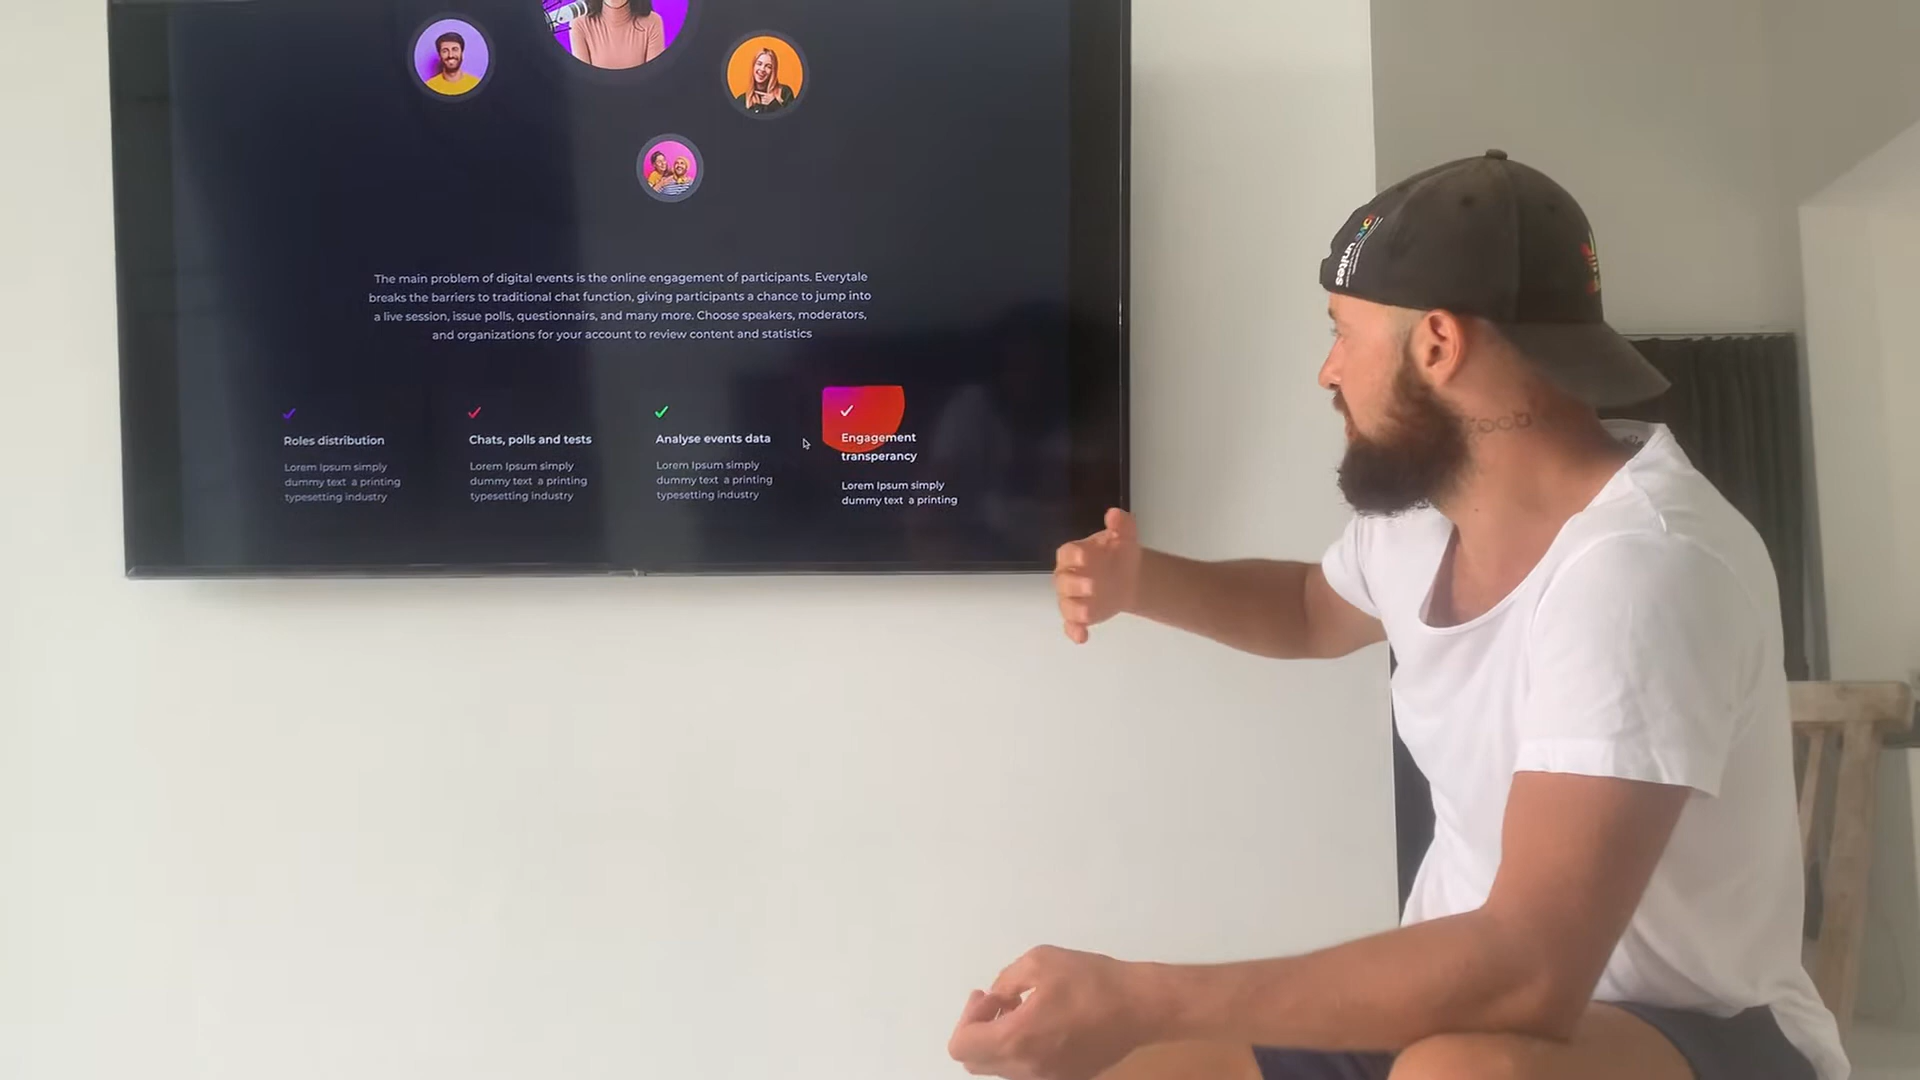 The main problem of digital events is the online engagement of participants. Everytale
breaks the barriers to traditional chat function, giving participants a chance to jump into
a live session, issue polls, questionnairs, and many more. Choose speakers, moderators,
and organizations for your account to review content and statistics
Roles distribution
Lorem Ipsum simply
dummy text a printing
typesetting industry
Chats, polls and tests
Lorem Ipsum simply
dummy text a printing
typesetting industry
Analyse events data
Lorem Ipsum simply
dummy text a printing
typesetting industry
Engagement
transperancy
Lorem Ipsum simply
dummy text a printing
unites